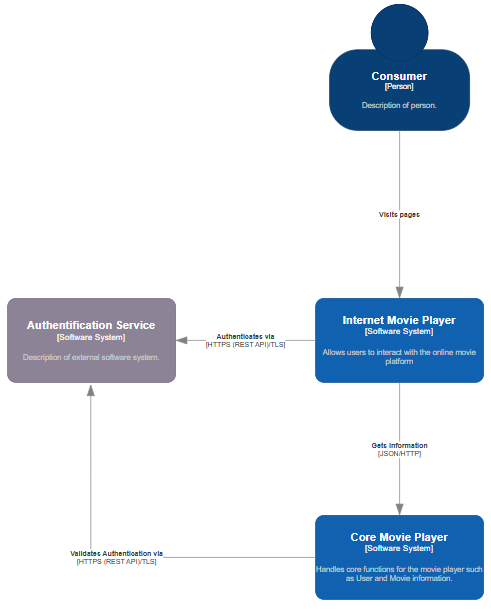 Consumer
[Person]
Description of person.
Visits pages
Authentification Service
[Software System]
Description of external software system.
Authenticates via
[HTTPS (REST API)/TLS]
Internet Movie Player
[Software System]
Allows users to interact with the online movie
platform
Gets Information
[JSON/HTTP]
Core Movie Player
[Software System]
Handles core functions for the movie player such
as User and Movie information.
Validates Authentication via
[HTTPS (REST API)/TLS]